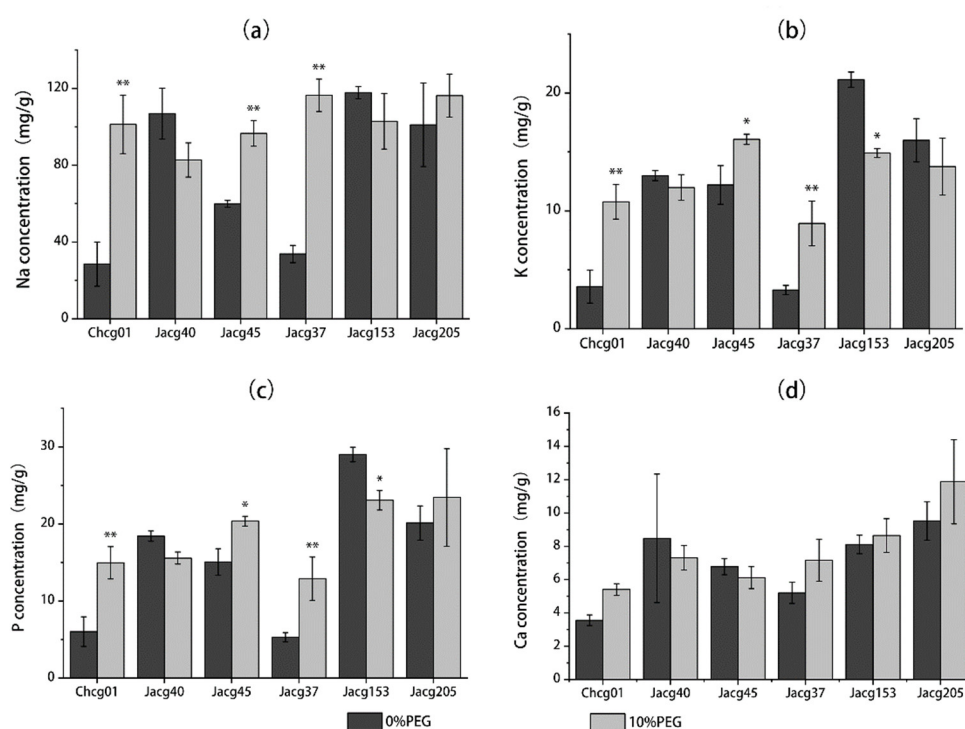 (a)
Na concentration (mg/g)
120
80
40
0
**
**
**
Chcg01 Jacg40 Jacg45 Jacg37 Jacg153 Jacg205
(b)
K concentration (mg/g)
20
10
0
**
*
**
*
Chcg01 Jacg40 Jacg45 Jacg37 Jacg153 Jacg205
(c)
P concentration (mg/g)
30
20
10
0
**
*
**
*
Chcg01 Jacg40 Jacg45 Jacg37 Jacg153 Jacg205
(d)
Ca concentration (mg/g)
16
14
12
10
8
6
4
2
0
Chcg01 Jacg40 Jacg45 Jacg37 Jacg153 Jacg205
0%PEG 10%PEG